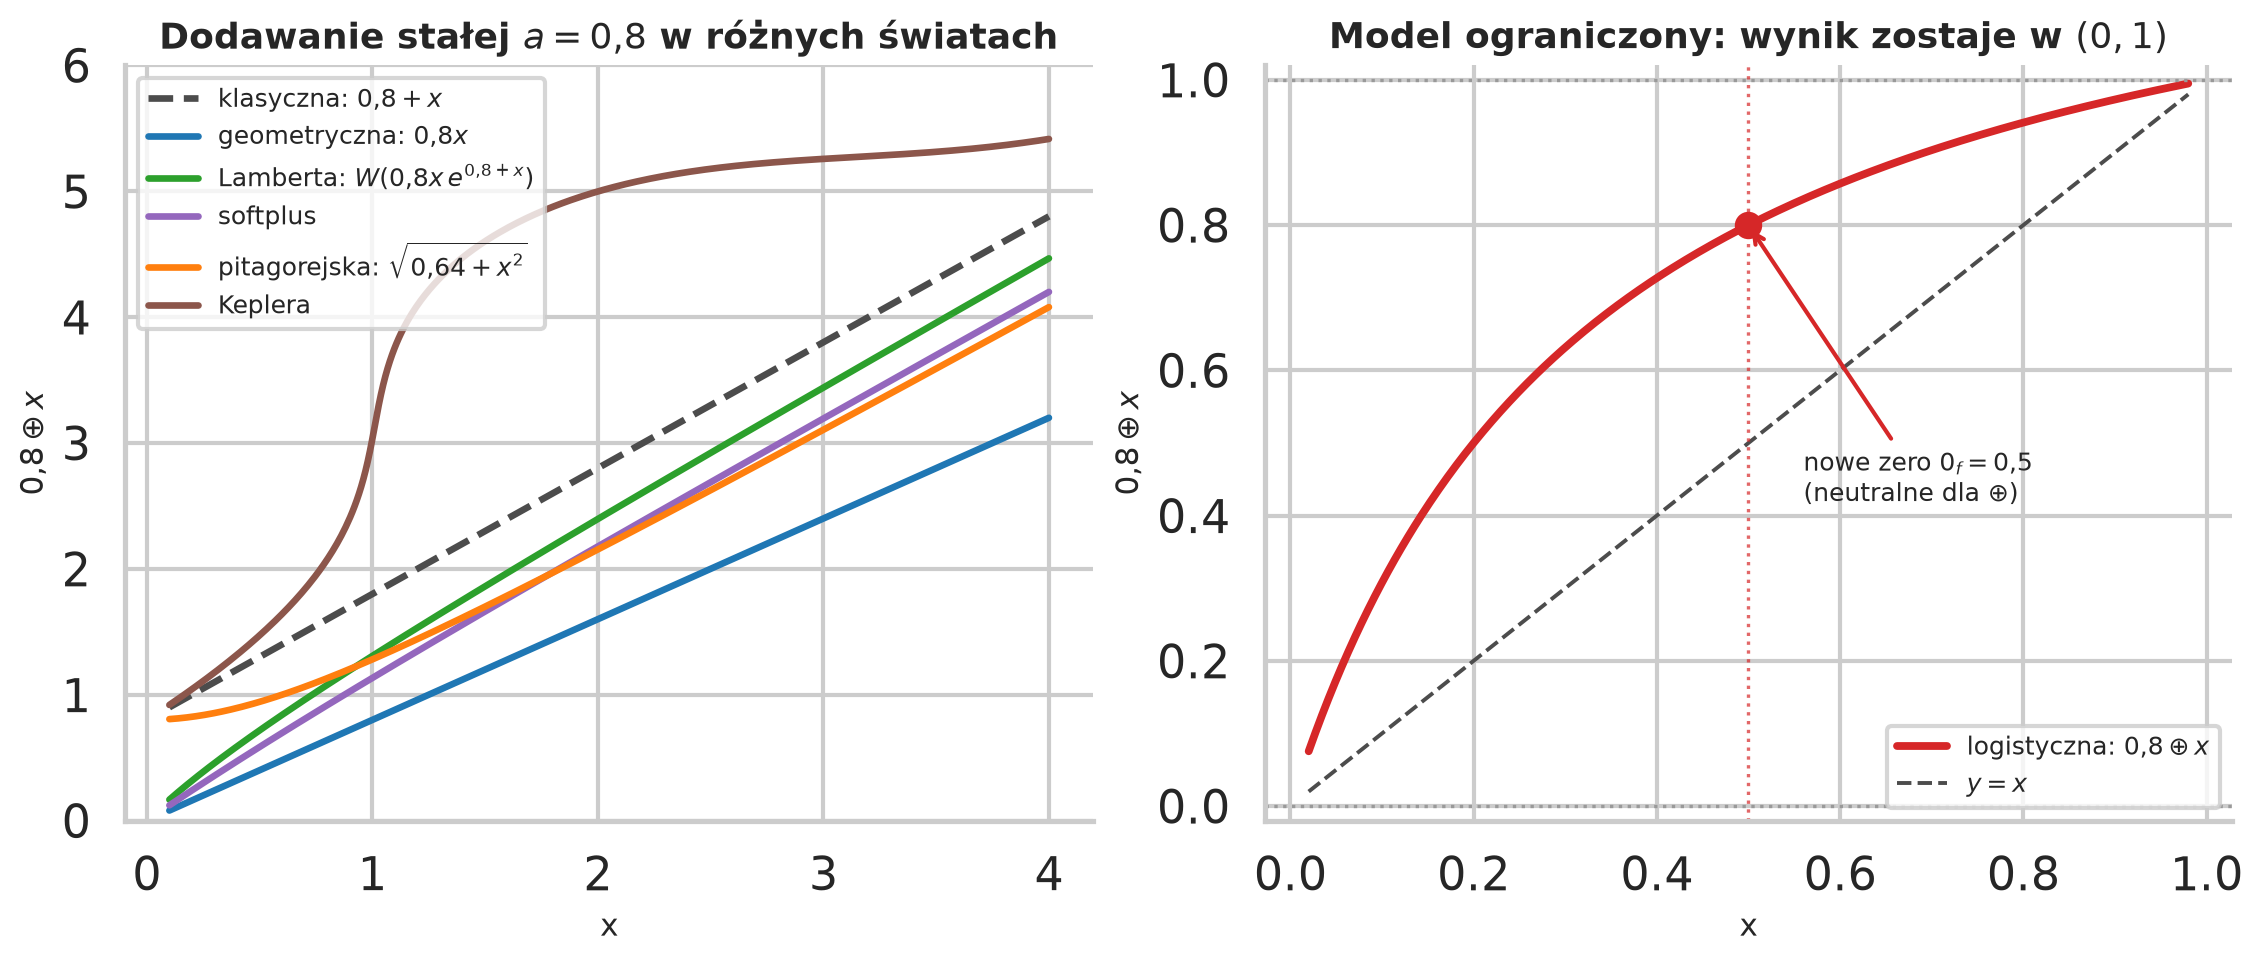 Dodawanie stałej a = 0,8 w różnych światach
6
5
4
3
2
1
0
0,8 ⊕ x
klasyczna: 0,8 + x
geometryczna: 0,8x
Lamberta: W(0,8x e^{0,8 + x})
softplus
pitagorejska: √(0,64 + x²)
Keplera
0 1 2 3 4
x
Model ograniczony: wynik zostaje w (0, 1)
1.0
0.8
0.6
0.4
0.2
0.0
0,8 ⊕ x
nowe zero 0_f = 0,5
(neutralne dla ⊕)
logistyczna: 0,8 ⊕ x
y = x
0.0 0.2 0.4 0.6 0.8 1.0
x